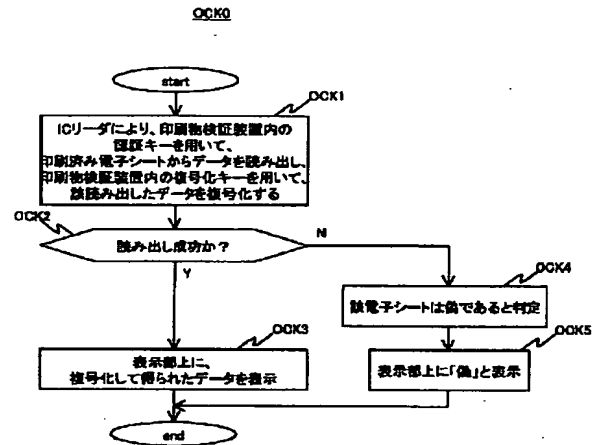 OCK0
start
OCK1
ICリーダにより、印刷物検証装置内の
認証キーを用いて、
印刷済み電子シートからデータを読み出し、
印刷物検証装置内の復号化キーを用いて、
該読み出したデータを復号化する
OCK2
読み出し成功か？
N
Y
OCK4
該電子シートは偽であると判定
OCK3
OCK5
表示部上に、
復号化して得られたデータを表示
表示部上に「偽」と表示
end